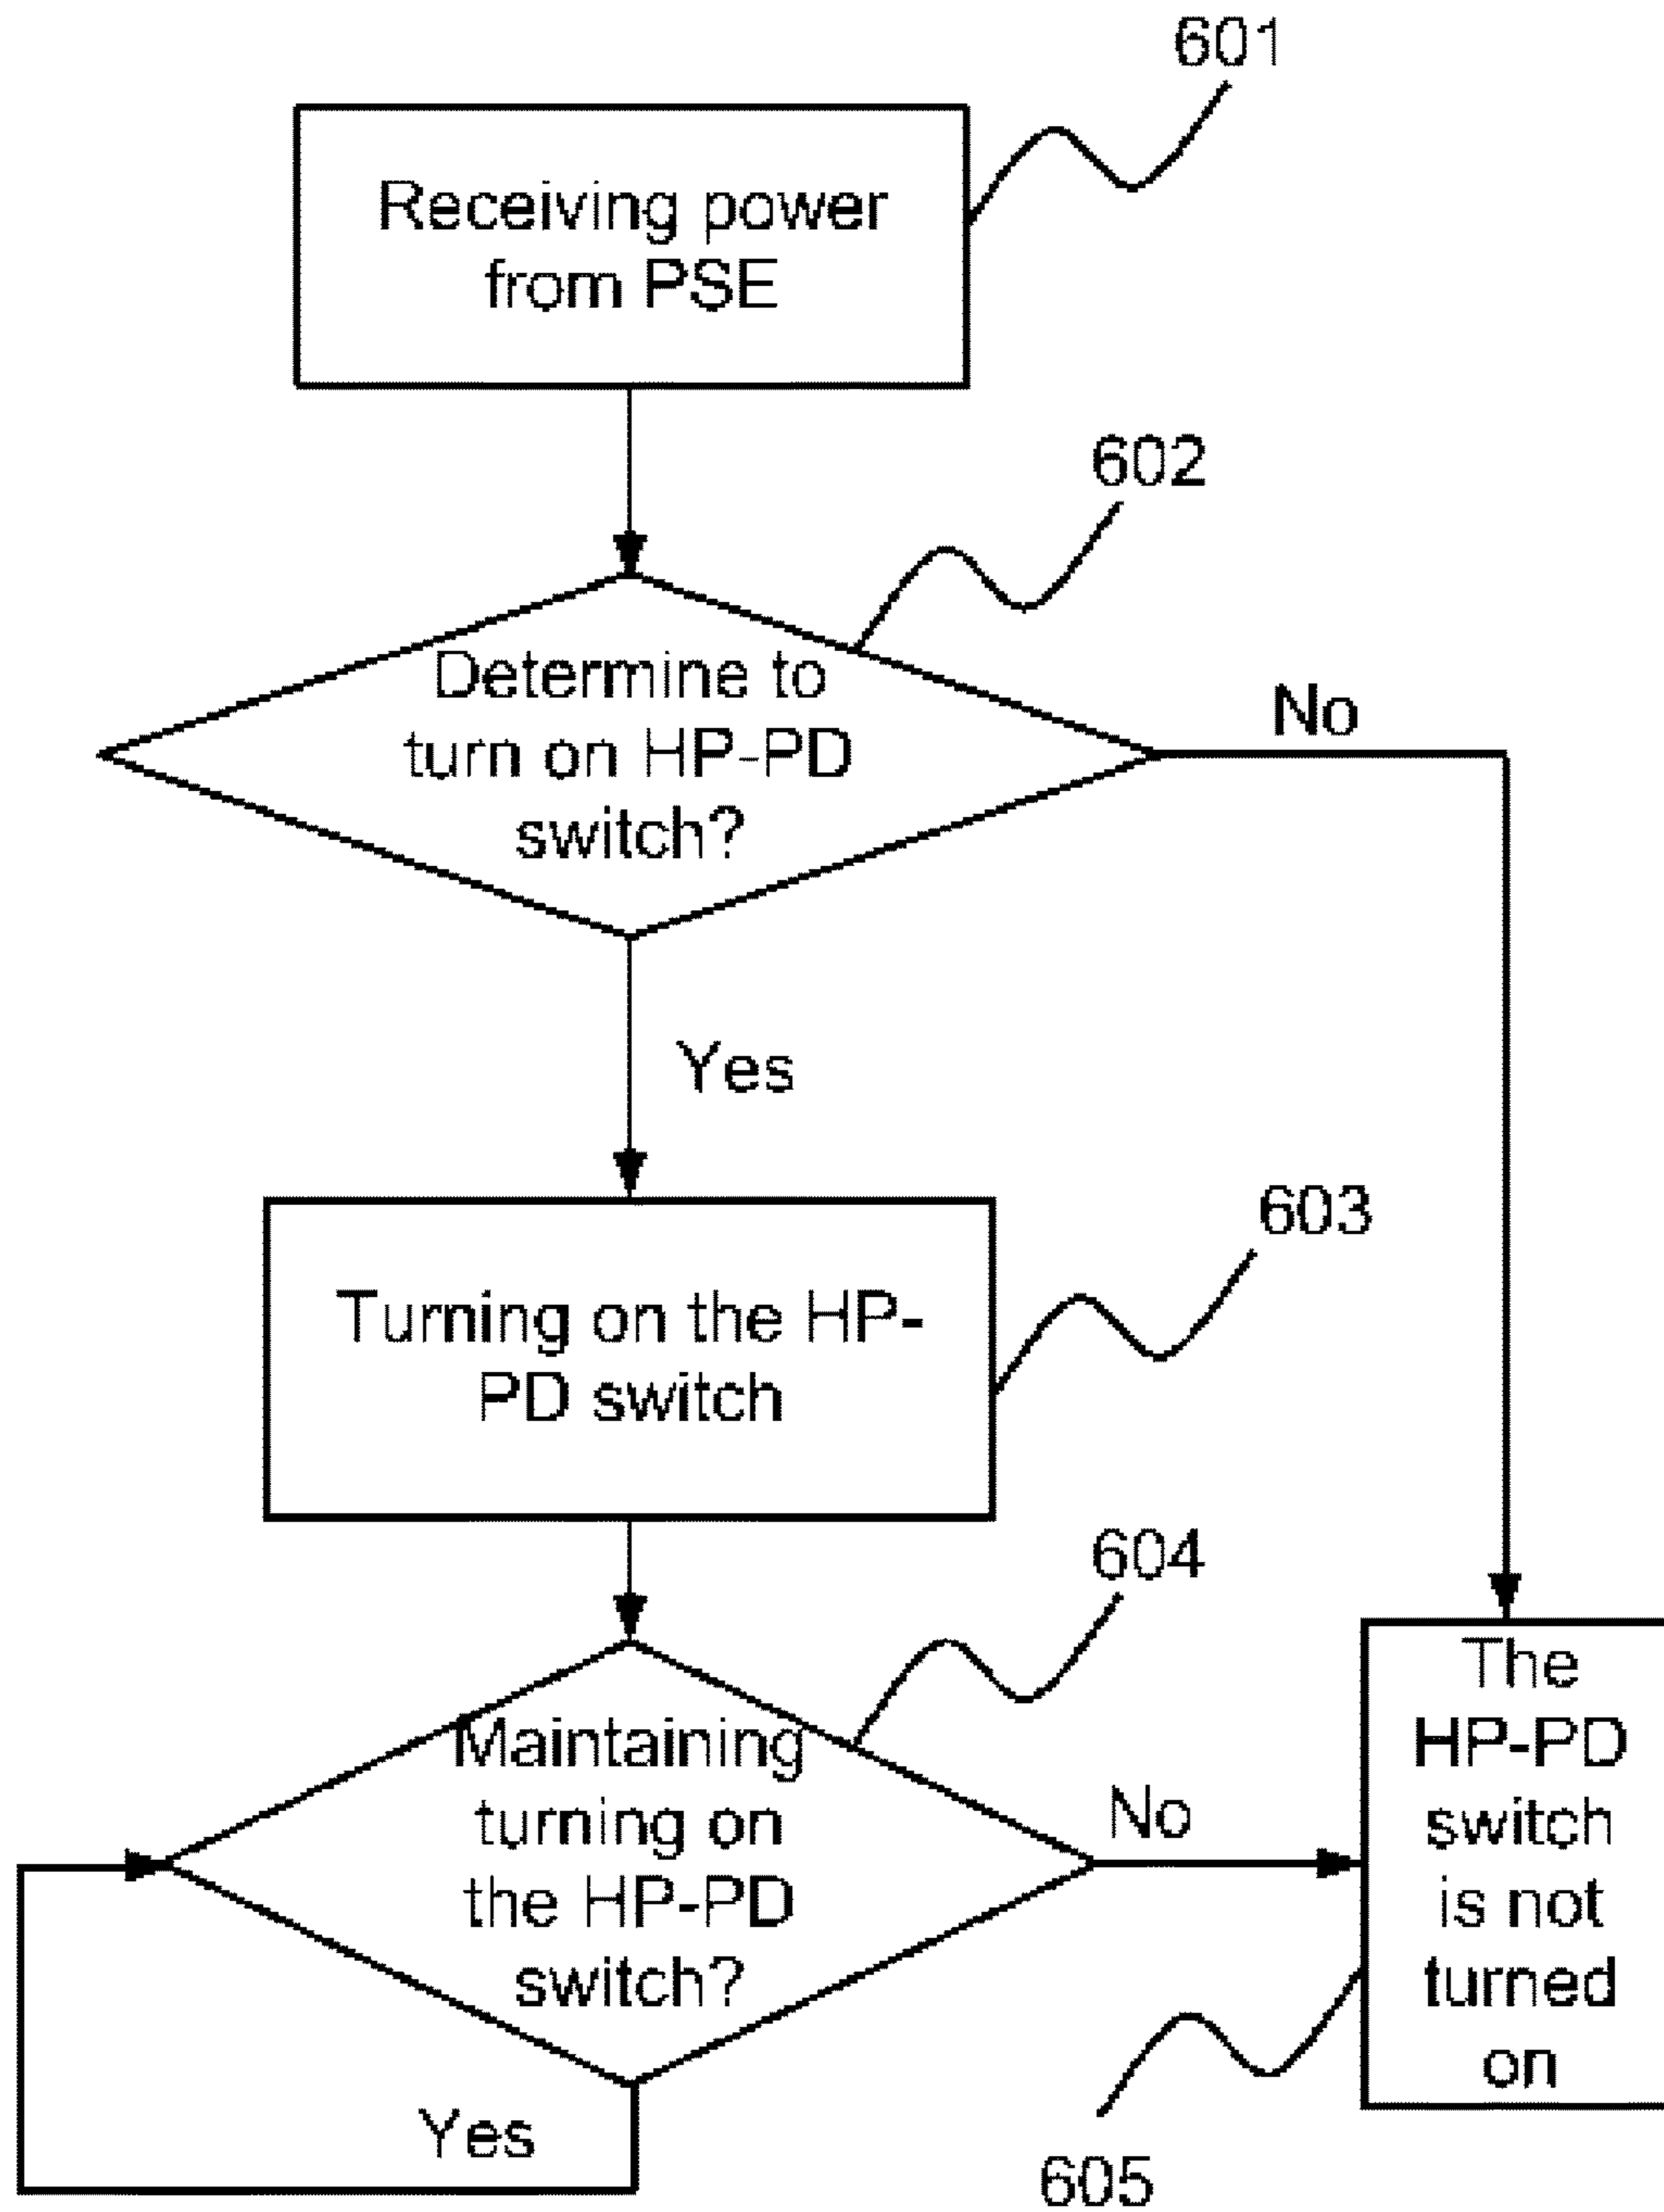 601
Receiving power
from PSE
602
Determine to
turn on HP-PD
switch?
No
Yes
603
Turning on the HP-
PD switch
604
Maintaining
turning on
the HP-PD
switch?
No
Yes
The
HP-PD
switch
is not
turned
on
605